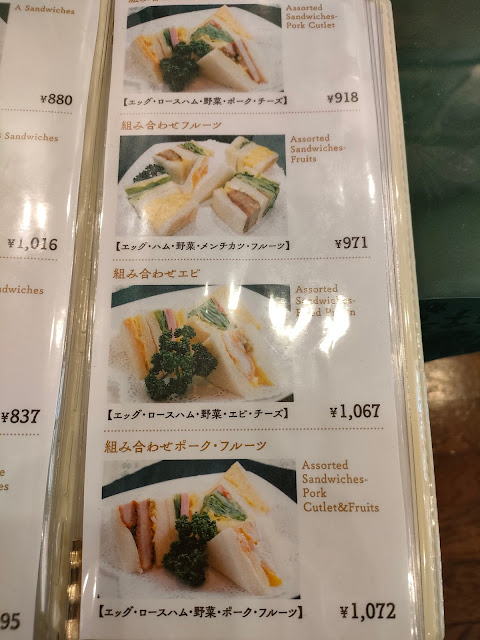 A Sandwiches
¥880
Sandwiches
¥1,016
Sandwiches
¥837
95
Assorted
Sandwiches-
Pork Cutlet
【エッグ・ロースハム・野菜・ポーク・チーズ】
¥918
組み合わせフルーツ
Assorted
Sandwiches-
Fruits
【エッグ・ハム・野菜・メンチカツ・フルーツ】
¥971
組み合わせエビ
Assorted
Sandwiches-
【エッグ・ロースハム・野菜・エビ・チーズ】
¥1,067
組み合わせポーク・フルーツ
Assorted
Sandwiches-
Pork
Cutlet&Fruits
【エッグ・ロースハム・野菜・ポーク・フルーツ】
¥1,072